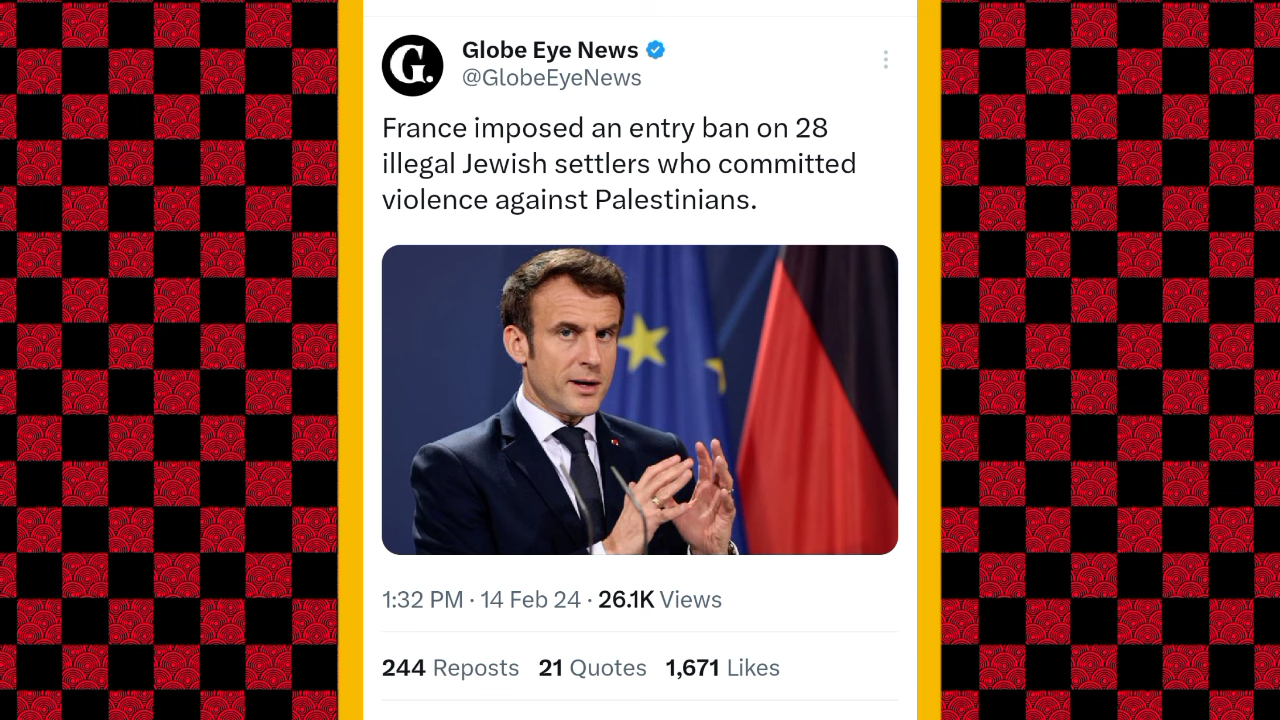 G.
Globe Eye News
@GlobeEyeNews
France imposed an entry ban on 28
illegal Jewish settlers who committed
violence against Palestinians.
1:32 PM · 14 Feb 24 · 26.1K Views
244 Reposts 21 Quotes 1,671 Likes